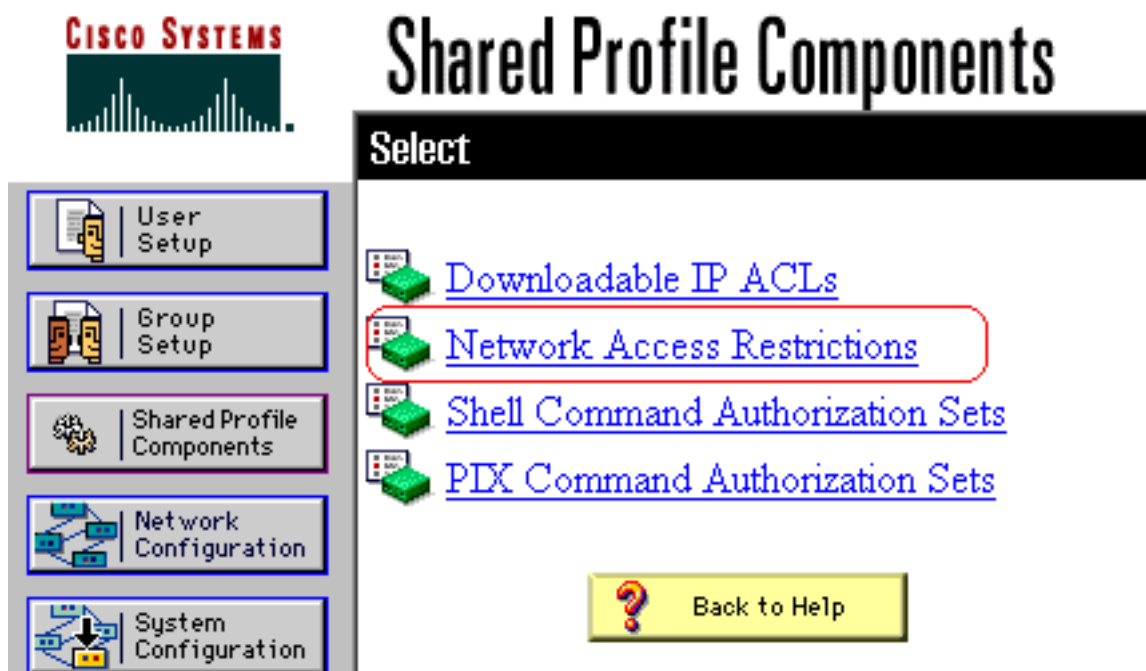 CISCO SYSTEMS
Shared Profile Components
Select
User
Setup
Group
Setup
Shared Profile
Components
Network
Configuration
System
Configuration
Downloadable IP ACLs
Network Access Restrictions
Shell Command Authorization Sets
PIX Command Authorization Sets
Back to Help